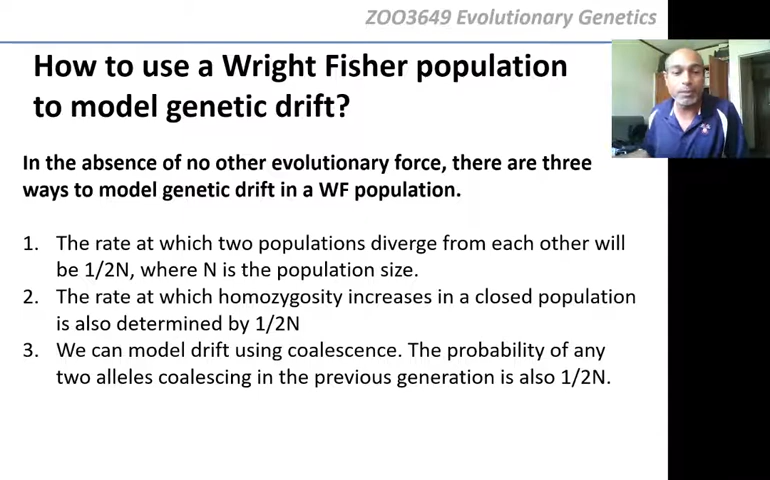 ZOO3649 Evolutionary Genetics
How to use a Wright Fisher population
to model genetic drift?
In the absence of no other evolutionary force, there are three
ways to model genetic drift in a WF population.
1. The rate at which two populations diverge from each other will
be 1/2N, where N is the population size.
2. The rate at which homozygosity increases in a closed population
is also determined by 1/2N
3. We can model drift using coalescence. The probability of any
two alleles coalescing in the previous generation is also 1/2N.